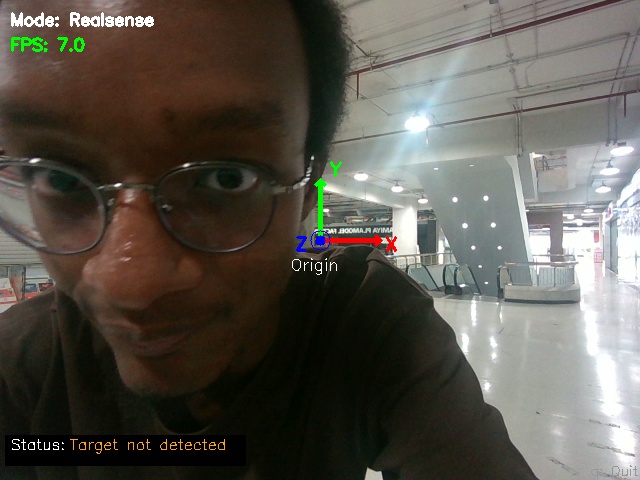 Mode: Realsense
FPS: 7.0
Y
Z
X
Origin
Status: Target not detected
Quit